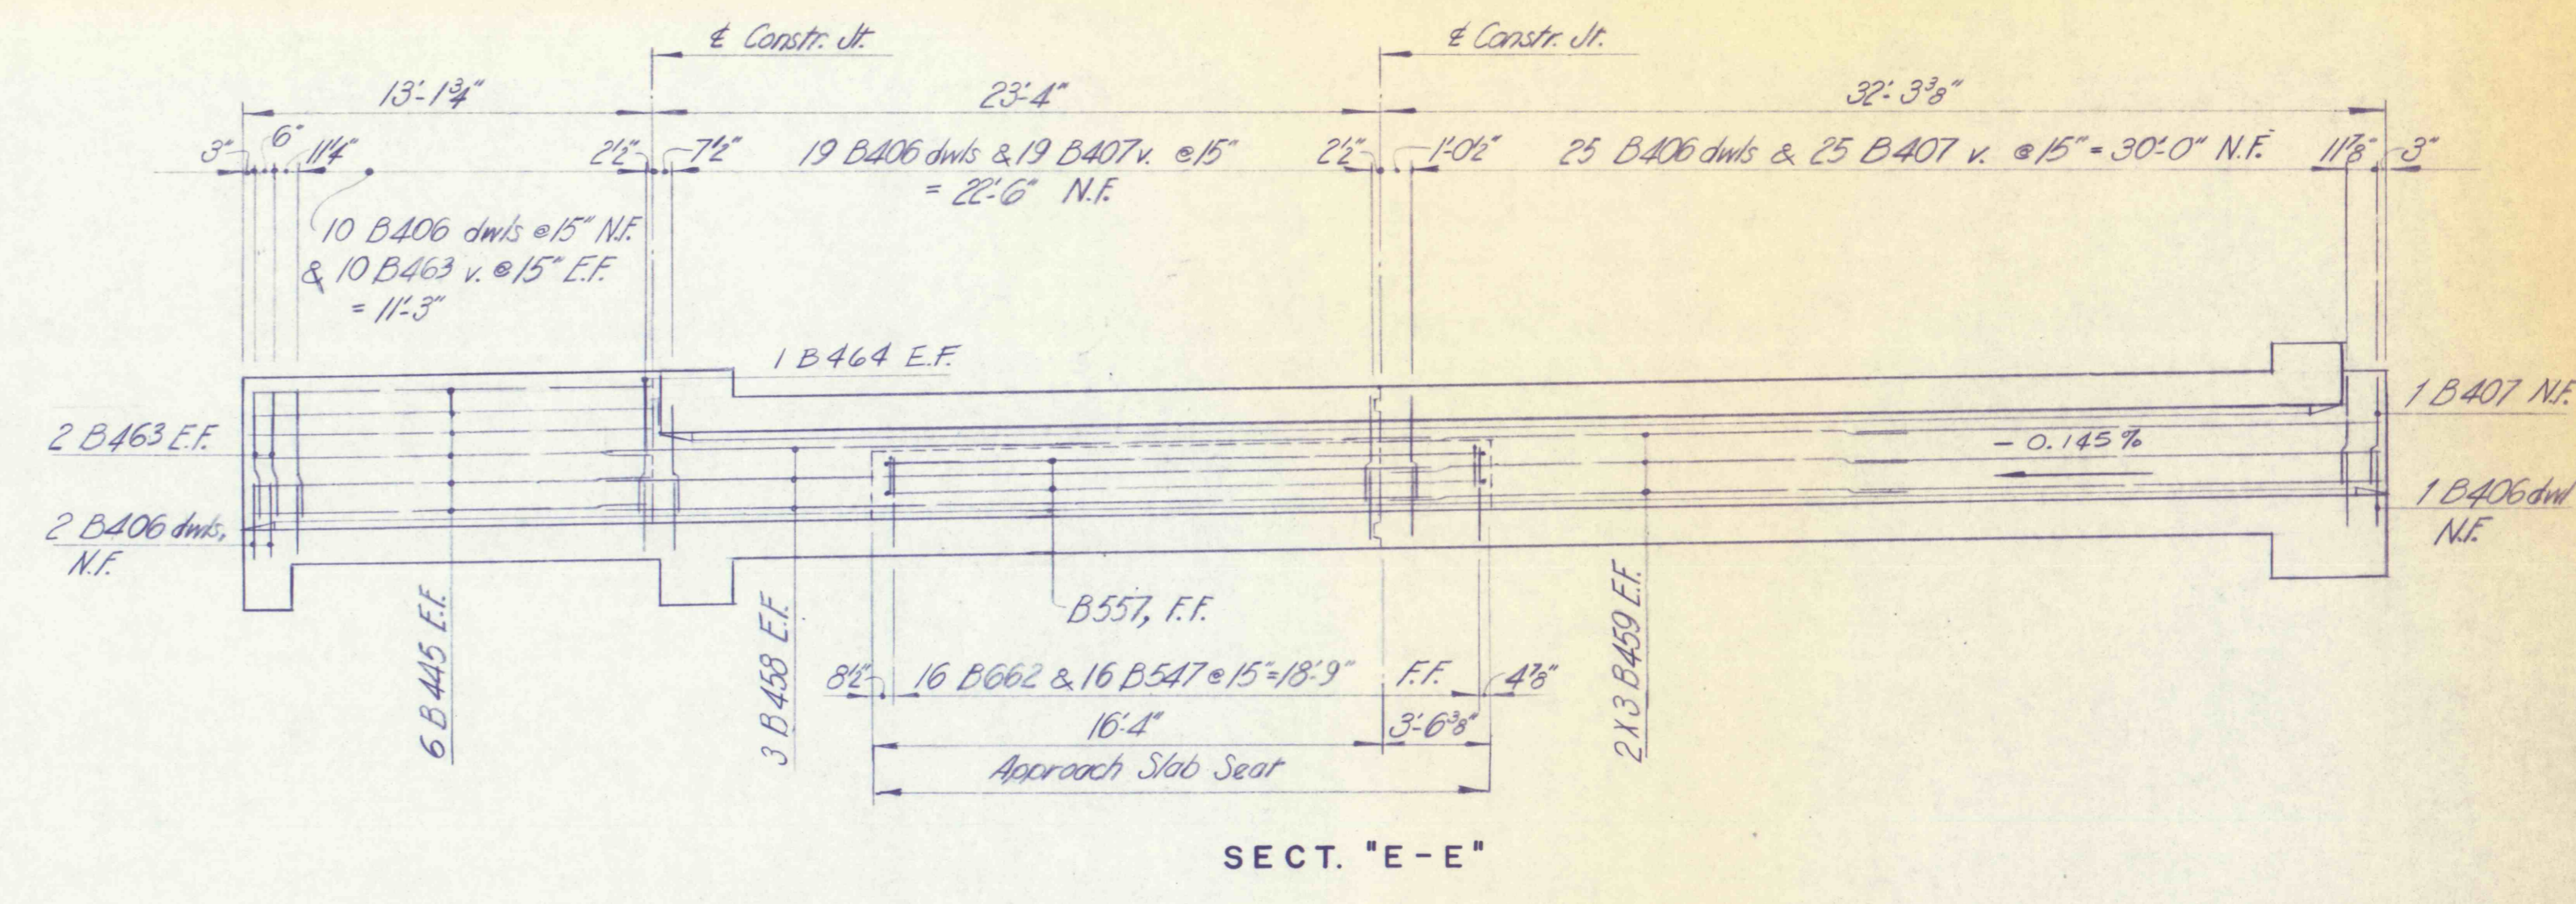 ℄ Constr. Jt.
℄ Constr. Jt.
13'-1¾"
23'-4"
32'-3⅜"
3"
6"
11¼"
2½"
7½"
19 B406 dwls & 19 B407 v. @15"
= 22'-6" N.F.
2½"
1'-0½"
25 B406 dwls & 25 B407 v. @15" = 30'-0" N.F.
11⅞"
3"
10 B406 dwls @15" N.F.
& 10 B463 v. @15" E.F.
= 11'-3"
1 B464 E.F.
2 B463 E.F.
1 B407 N.F.
- 0.145%
2 B406 dwls,
N.F.
1 B406 dwl
N.F.
B557, F.F.
6 B445 E.F.
3 B458 E.F.
2 X 3 B459 E.F.
8½"
16 B662 & 16 B547 @15"=18'-9"
F.F.
4⅞"
16'-4"
3'-6⅜"
Approach Slab Seat
SECT. "E-E"